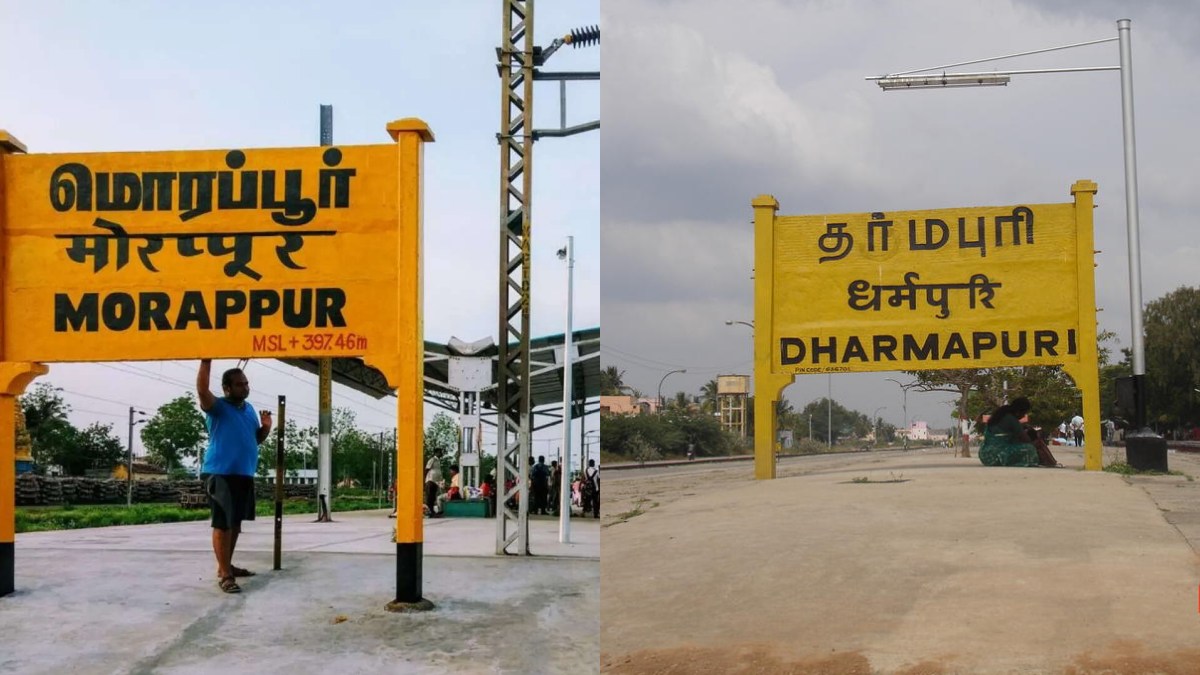 மொரப்பூர்
मोरप्पूर
MORAPPUR
MSL+397.46m
தர்மபுரி
धर्मपुरि
DHARMAPURI